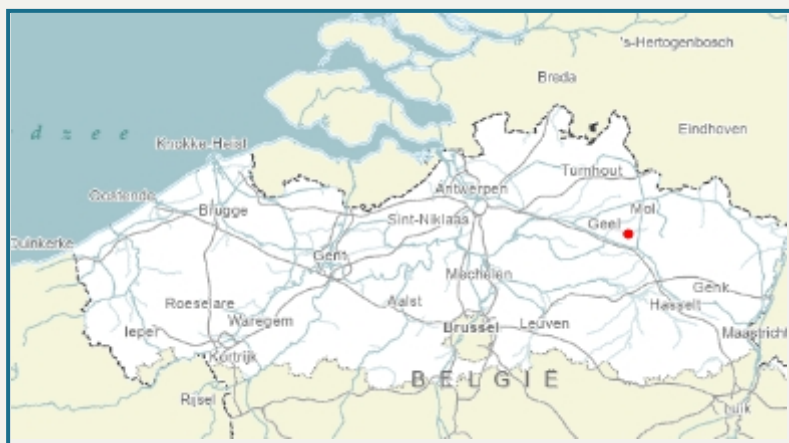 's-Hertogenbosch
Breda
d z e e
Eindhoven
Knokke-Heist
Turnhout
Antwerpen
Oostende
Mol
Brugge
Sint-Niklaas
Geel
Duinkerke
Gent
Mechelen
Genk
Roeselare
Aalst
Hasselt
Waregem
Brussel
Leuven
Ieper
Maastricht
Kortrijk
BELGIË
Rijsel
Luik